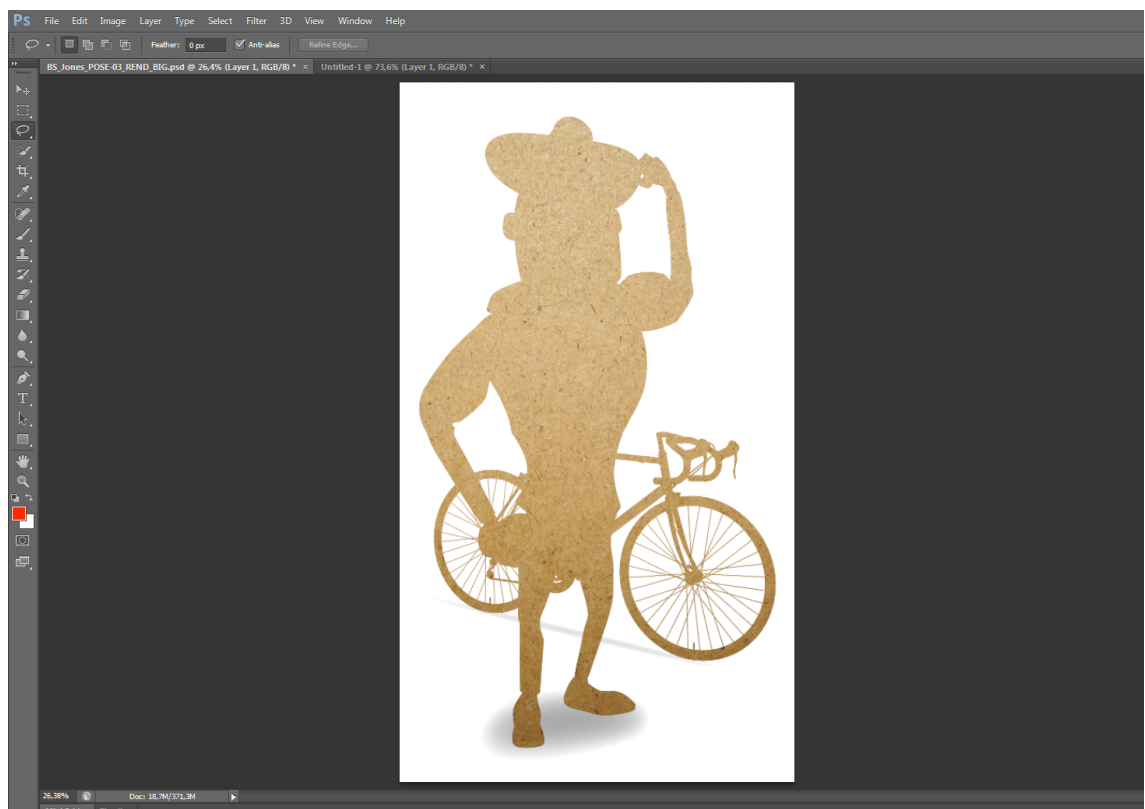 Ps File Edit Image Layer Type Select Filter 3D View Window Help
Feather: 0 px Anti-alias Refine Edge...
BS_Jones_POSE-03_REND_BIG.psd @ 26,4% (Layer 1, RGB/8) * × Untitled-1 @ 73,6% (Layer 1, RGB/8) * ×
T
26,38% Doc: 18,7M/371,3M